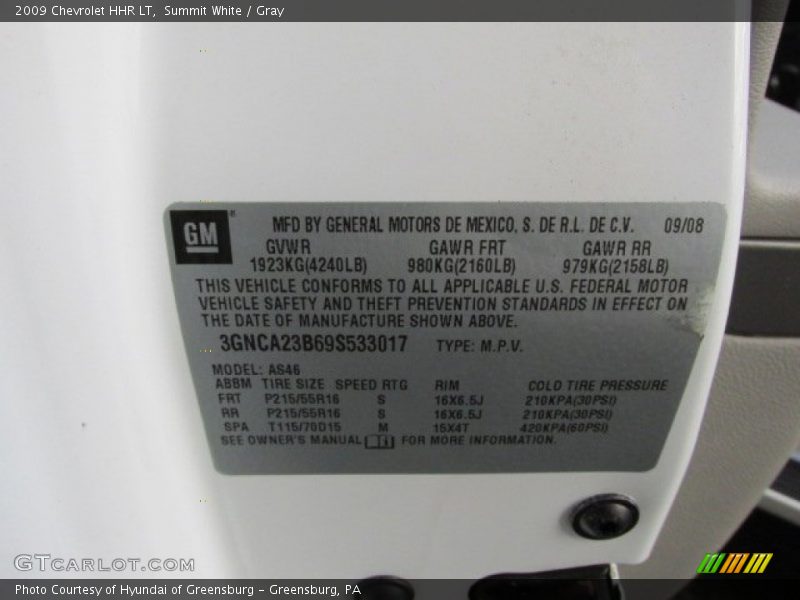 2009 Chevrolet HHR LT,  Summit White / Gray
GM
MFD BY GENERAL MOTORS DE MEXICO, S. DE R.L. DE C.V. 09/08
GVWR GAWR FRT GAWR RR
1923KG(4240LB) 980KG(2160LB) 979KG(2158LB)
THIS VEHICLE CONFORMS TO ALL APPLICABLE U.S. FEDERAL MOTOR
VEHICLE SAFETY AND THEFT PREVENTION STANDARDS IN EFFECT ON
THE DATE OF MANUFACTURE SHOWN ABOVE.
3GNCA23B69S533017 TYPE: M.P.V.
MODEL: AS46
ABBM TIRE SIZE SPEED RTG RIM COLD TIRE PRESSURE
FRT P215/55R16 S 16X6.5J 210KPA(30PSI)
RR P215/55R16 S 16X6.5J 210KPA(30PSI)
SPA T115/70D15 M 15X4T 420KPA(60PSI)
SEE OWNER'S MANUAL FOR MORE INFORMATION.
GTCARLOT.COM
Photo Courtesy of Hyundai of Greensburg – Greensburg, PA